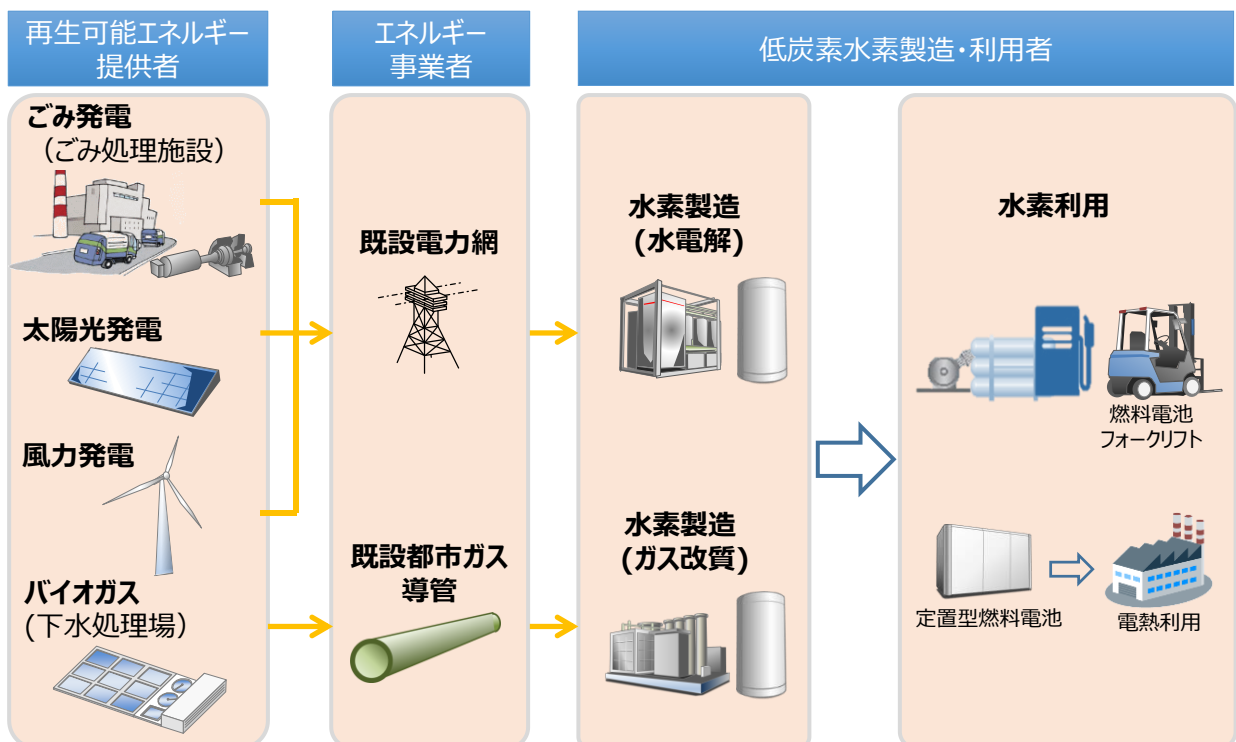 再生可能エネルギー
提供者
エネルギー
事業者
低炭素水素製造・利用者
ごみ発電
（ごみ処理施設）
太陽光発電
風力発電
バイオガス
(下水処理場）
既設電力網
既設都市ガス
導管
水素製造
(水電解)
水素製造
(ガス改質)
水素利用
燃料電池
フォークリフト
定置型燃料電池
電熱利用